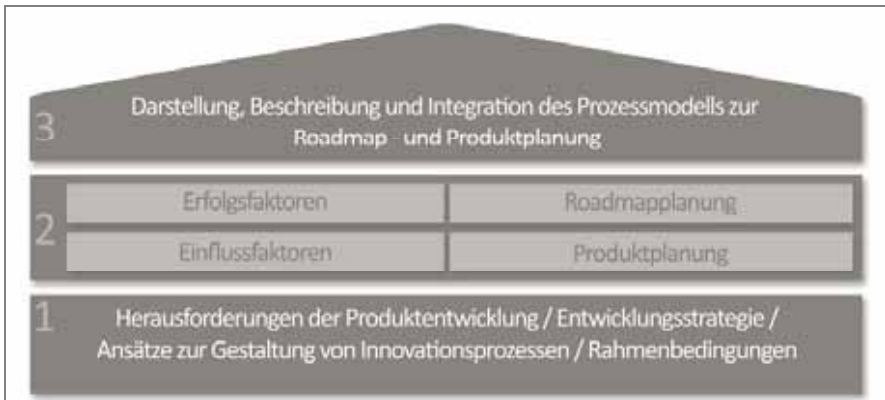 3
Darstellung, Beschreibung und Integration des Prozessmodells zur
Roadmap- und Produktplanung
2
Erfolgsfaktoren
Roadmapplanung
Einflussfaktoren
Produktplanung
1
Herausforderungen der Produktentwicklung / Entwicklungsstrategie /
Ansätze zur Gestaltung von Innovationsprozessen / Rahmenbedingungen